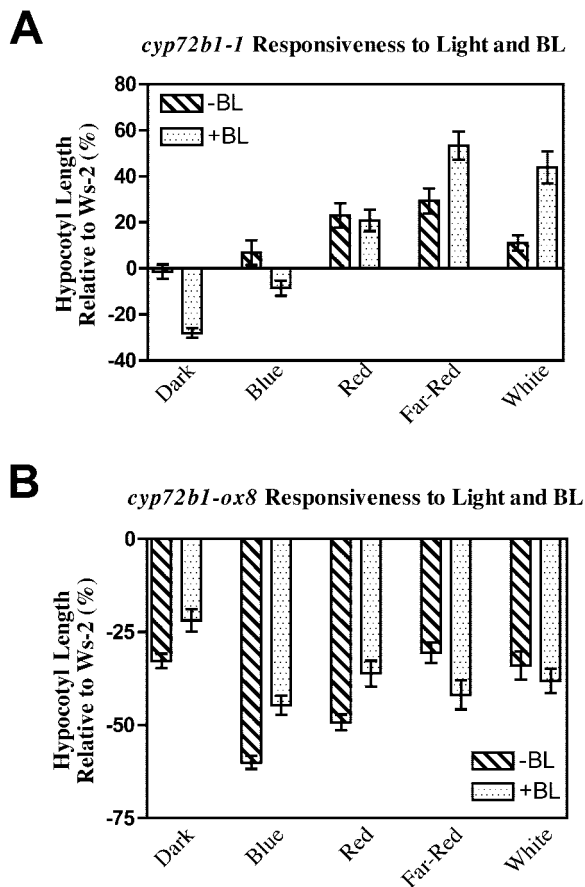 A
cyp72b1-1 Responsiveness to Light and BL
80
60
40
20
0
-20
-40
Hypocotyl Length
Relative to Ws-2 (%)
-BL
+BL
Dark
Blue
Red
Far-Red
White
B
cyp72b1-ox8 Responsiveness to Light and BL
-0
-25
-50
-75
Hypocotyl Length
Relative to Ws-2 (%)
-BL
+BL
Dark
Blue
Red
Far-Red
White